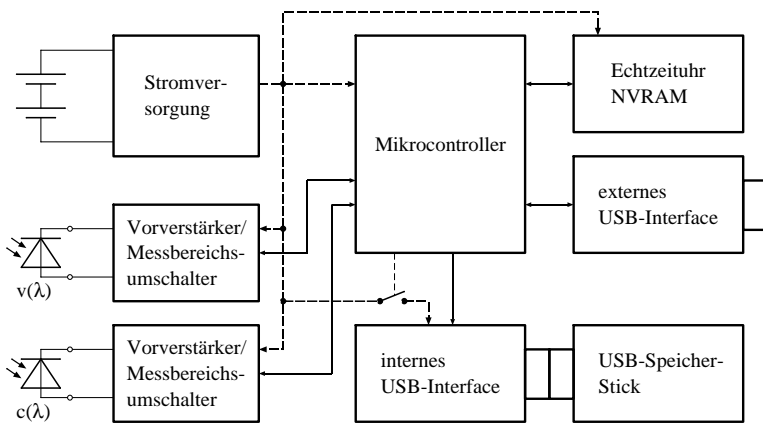 Stromver-
sorgung
Mikrocontroller
Echtzeituhr
NVRAM
externes
USB-Interface
Vorverstärker/
Messbereichs-
umschalter
v(λ)
Vorverstärker/
Messbereichs-
umschalter
c(λ)
internes
USB-Interface
USB-Speicher-
Stick